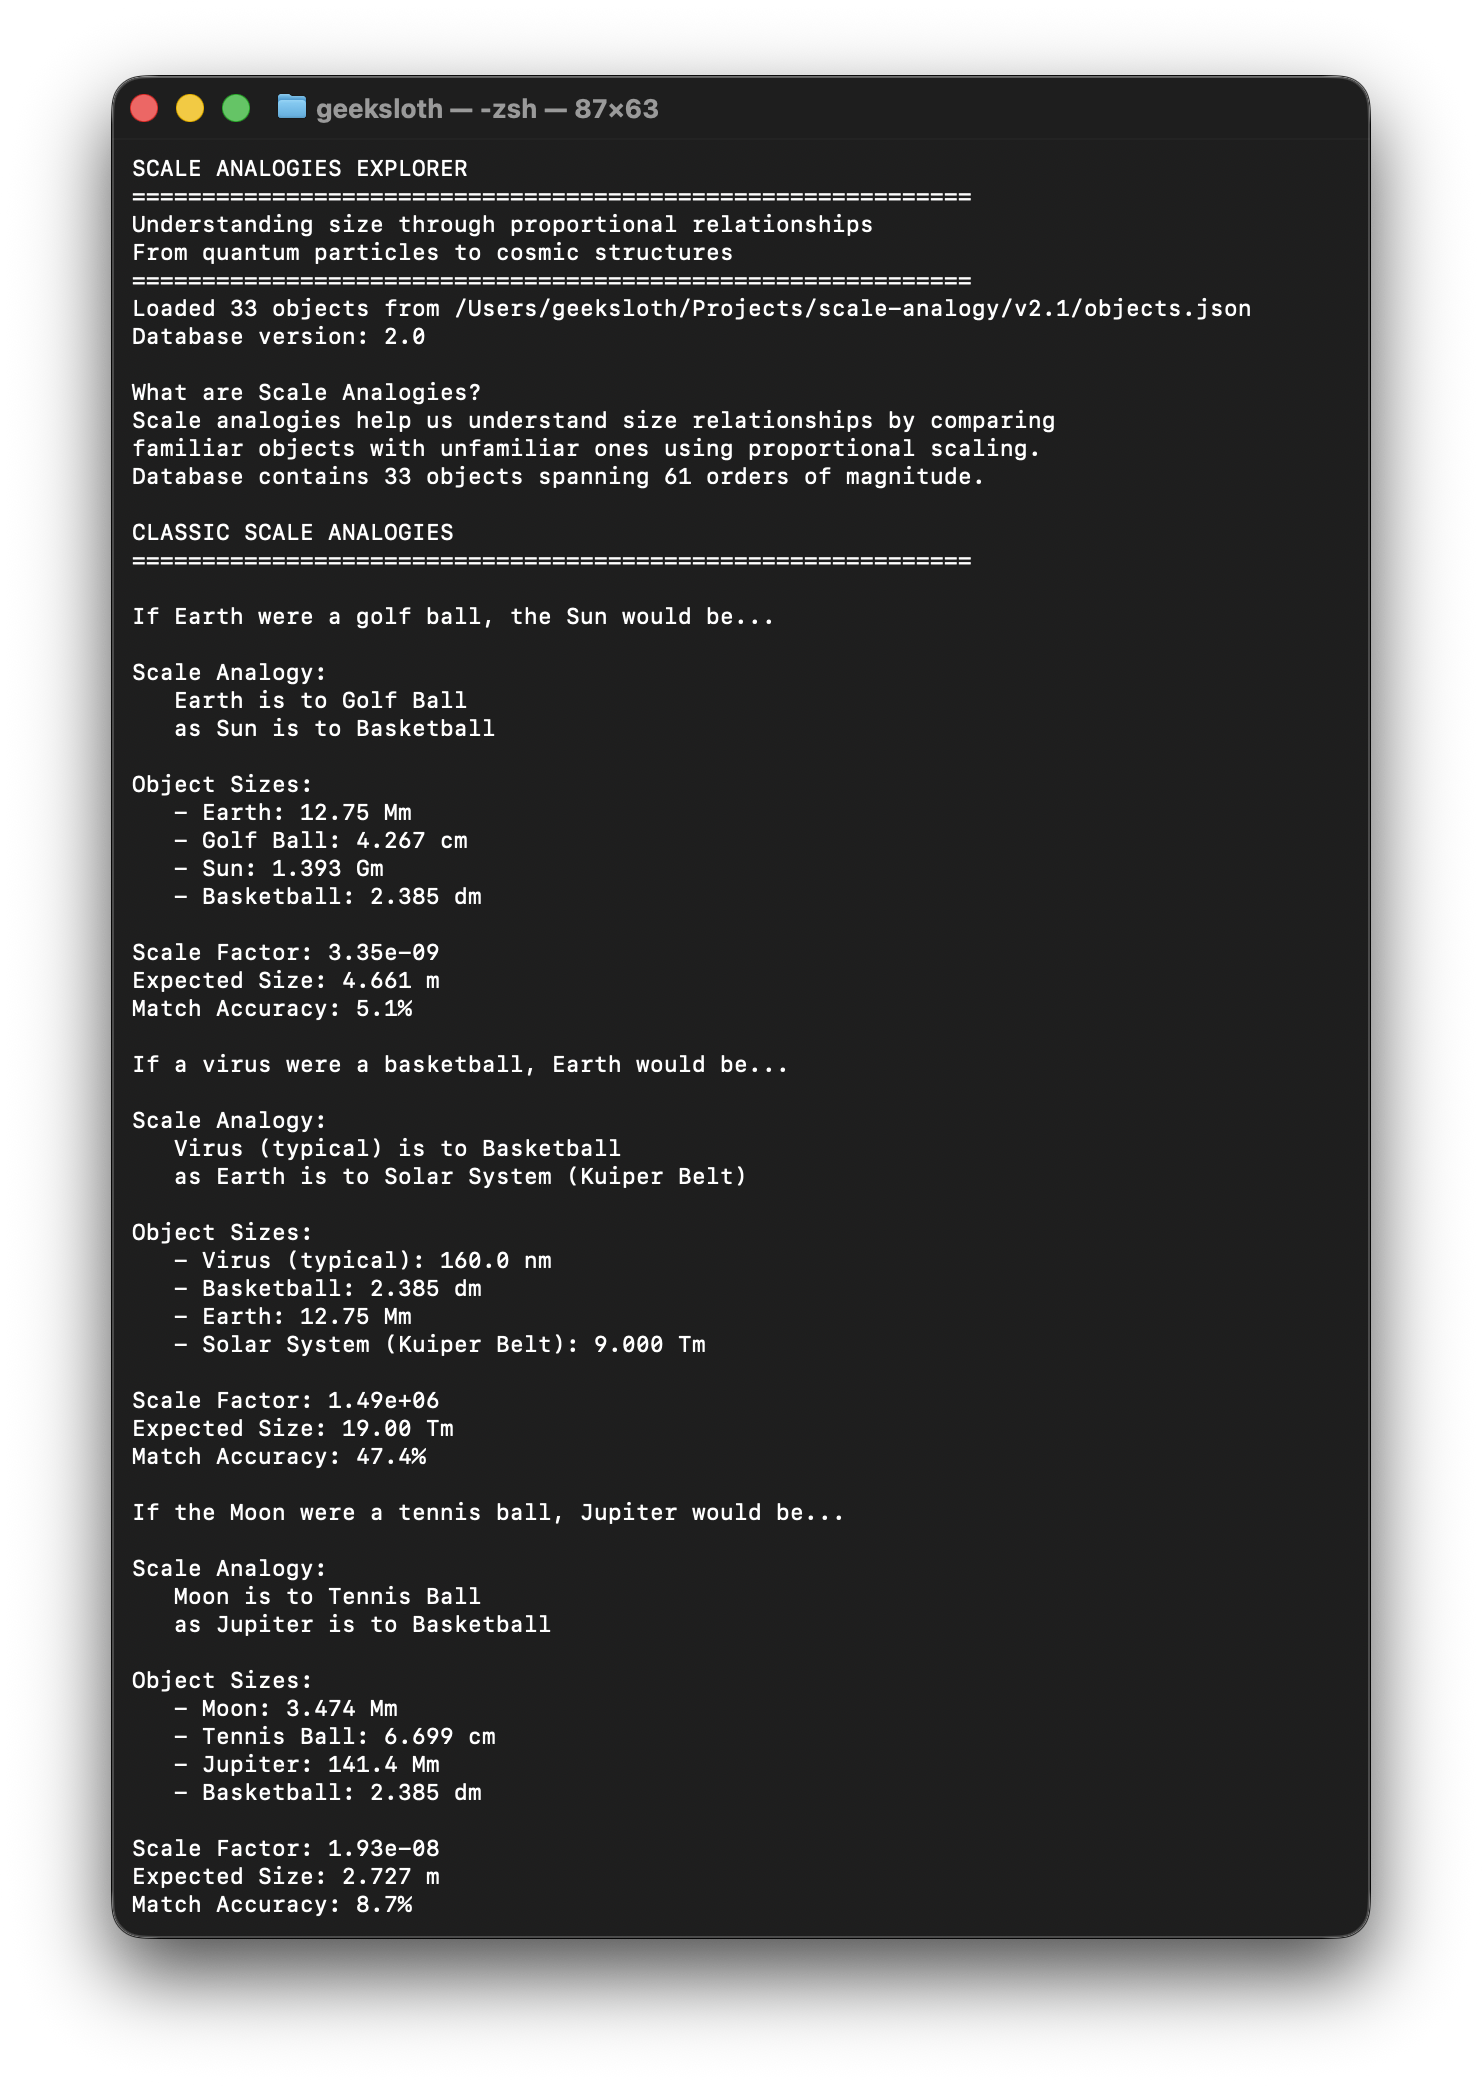 geeksloth — -zsh — 87×63
SCALE ANALOGIES EXPLORER
============================================================
Understanding size through proportional relationships
From quantum particles to cosmic structures
============================================================
Loaded 33 objects from /Users/geeksloth/Projects/scale-analogy/v2.1/objects.json
Database version: 2.0
What are Scale Analogies?
Scale analogies help us understand size relationships by comparing
familiar objects with unfamiliar ones using proportional scaling.
Database contains 33 objects spanning 61 orders of magnitude.
CLASSIC SCALE ANALOGIES
============================================================
If Earth were a golf ball, the Sun would be...
Scale Analogy:
Earth is to Golf Ball
as Sun is to Basketball
Object Sizes:
- Earth: 12.75 Mm
- Golf Ball: 4.267 cm
- Sun: 1.393 Gm
- Basketball: 2.385 dm
Scale Factor: 3.35e-09
Expected Size: 4.661 m
Match Accuracy: 5.1%
If a virus were a basketball, Earth would be...
Scale Analogy:
Virus (typical) is to Basketball
as Earth is to Solar System (Kuiper Belt)
Object Sizes:
- Virus (typical): 160.0 nm
- Basketball: 2.385 dm
- Earth: 12.75 Mm
- Solar System (Kuiper Belt): 9.000 Tm
Scale Factor: 1.49e+06
Expected Size: 19.00 Tm
Match Accuracy: 47.4%
If the Moon were a tennis ball, Jupiter would be...
Scale Analogy:
Moon is to Tennis Ball
as Jupiter is to Basketball
Object Sizes:
- Moon: 3.474 Mm
- Tennis Ball: 6.699 cm
- Jupiter: 141.4 Mm
- Basketball: 2.385 dm
Scale Factor: 1.93e-08
Expected Size: 2.727 m
Match Accuracy: 8.7%